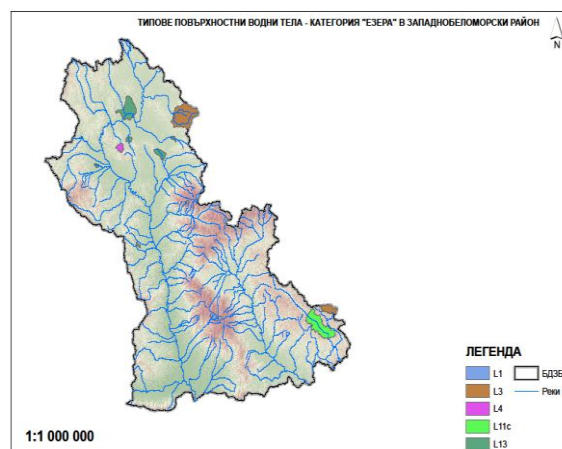 ТИПОВЕ ПОВЪРХНОСТНИ ВОДНИ ТЕЛА - КАТЕГОРИЯ "ЕЗЕРА" В ЗАПАДНОБЕЛОМОРСКИ РАЙОН
N
ЛЕГЕНДА
L1 БДЗБ
L3 Реки
L4
L11c
L13
1:1 000 000